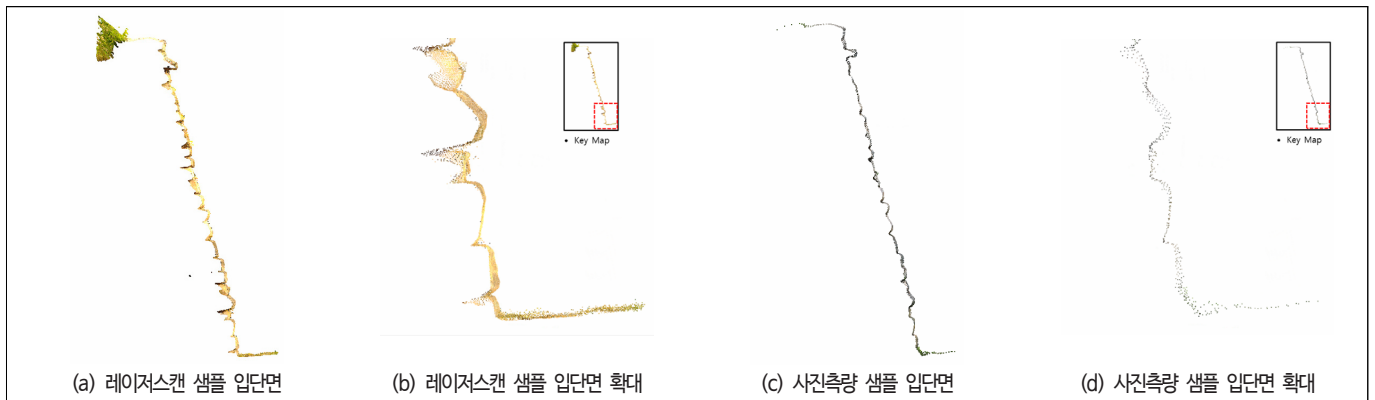 • Key Map
• Key Map
(a) 레이저스캔 샘플 입단면
(b) 레이저스캔 샘플 입단면 확대
(c) 사진측량 샘플 입단면
(d) 사진측량 샘플 입단면 확대